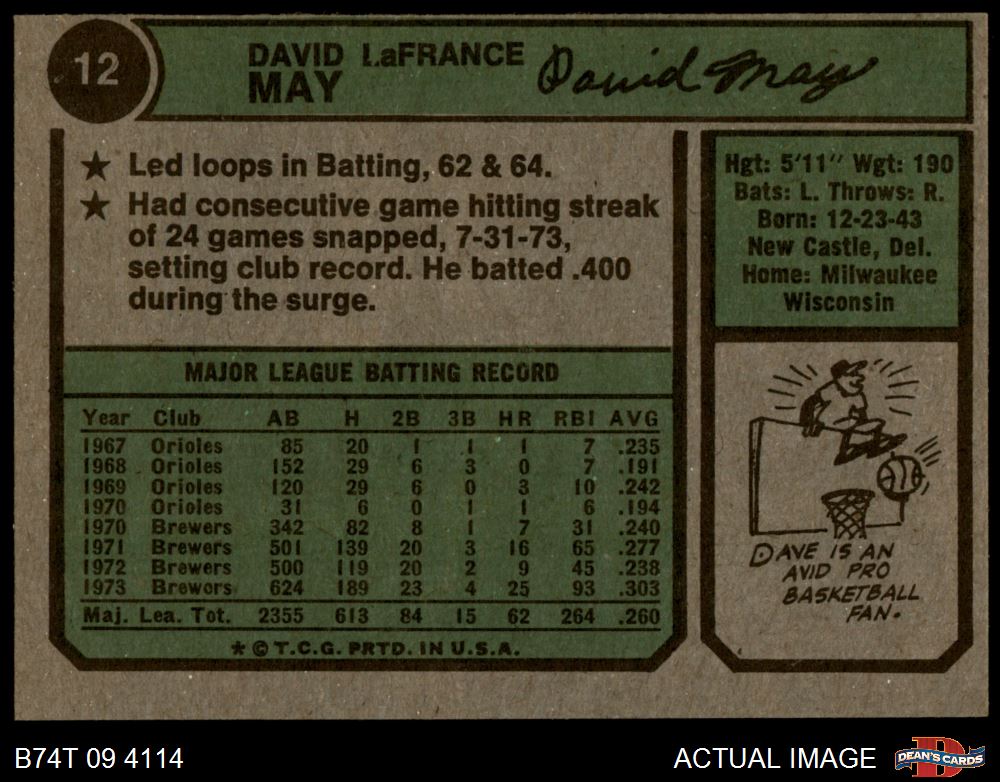 12
DAVID LaFRANCE
MAY
David May
★ Led loops in Batting, 62 & 64.
★ Had consecutive game hitting streak
of 24 games snapped, 7-31-73,
setting club record. He batted .400
during the surge.
Hgt: 5'11" Wgt: 190
Bats: L. Throws: R.
Born: 12-23-43
New Castle, Del.
Home: Milwaukee
Wisconsin
MAJOR LEAGUE BATTING RECORD
Year Club AB H 2B 3B HR RBI AVG
1967 Orioles 85 20 1 1 1 7 .235
1968 Orioles 152 29 6 3 0 7 .191
1969 Orioles 120 29 6 0 3 10 .242
1970 Orioles 31 6 0 1 1 6 .194
1970 Brewers 342 82 8 1 7 31 .240
1971 Brewers 501 139 20 3 16 65 .277
1972 Brewers 500 119 20 2 9 45 .238
1973 Brewers 624 189 23 4 25 93 .303
Maj. Lea. Tot. 2355 613 84 15 62 264 .260
★ © T.C.G. PRTD. IN U.S.A.
DAVE IS AN
AVID PRO
BASKETBALL
FAN.
B74T 09 4114
ACTUAL IMAGE
D
DEAN'S CARDS